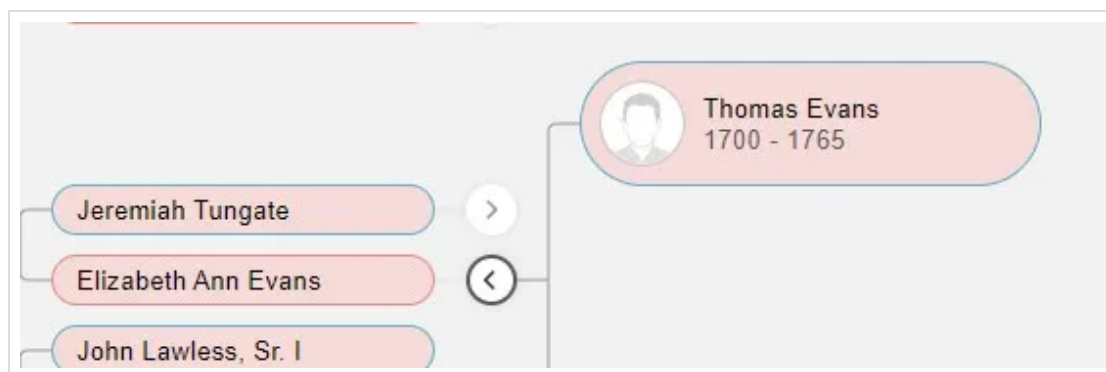 Thomas Evans
1700 - 1765
Jeremiah Tungate
Elizabeth Ann Evans
John Lawless, Sr. I